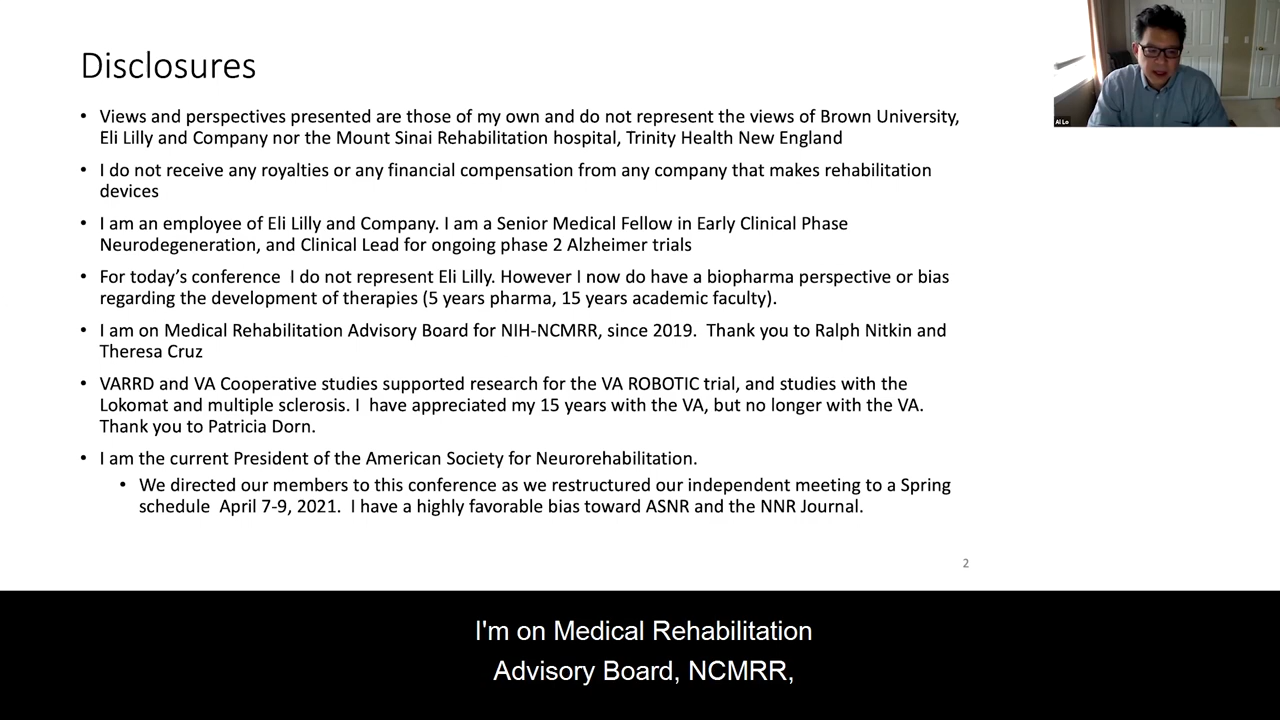 Disclosures
• Views and perspectives presented are those of my own and do not represent the views of Brown University,
Eli Lilly and Company nor the Mount Sinai Rehabilitation hospital, Trinity Health New England
• I do not receive any royalties or any financial compensation from any company that makes rehabilitation
devices
• I am an employee of Eli Lilly and Company. I am a Senior Medical Fellow in Early Clinical Phase
Neurodegeneration, and Clinical Lead for ongoing phase 2 Alzheimer trials
• For today's conference  I do not represent Eli Lilly. However I now do have a biopharma perspective or bias
regarding the development of therapies (5 years pharma, 15 years academic faculty).
• I am on Medical Rehabilitation Advisory Board for NIH-NCMRR, since 2019.  Thank you to Ralph Nitkin and
Theresa Cruz
• VARRD and VA Cooperative studies supported research for the VA ROBOTIC trial, and studies with the
Lokomat and multiple sclerosis. I  have appreciated my 15 years with the VA, but no longer with the VA.
Thank you to Patricia Dorn.
• I am the current President of the American Society for Neurorehabilitation.
• We directed our members to this conference as we restructured our independent meeting to a Spring
schedule  April 7-9, 2021.  I have a highly favorable bias toward ASNR and the NNR Journal.
2
Al Lo
I'm on Medical Rehabilitation
Advisory Board, NCMRR,